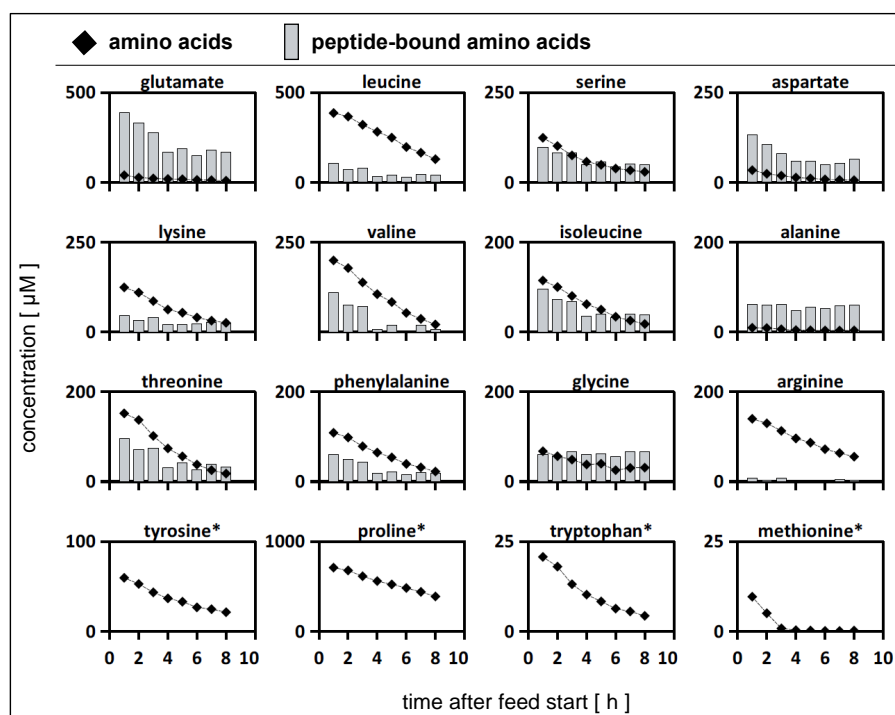 amino acids peptide-bound amino acids
glutamate leucine serine aspartate
500 500 250 250
0 0 0 0
lysine valine isoleucine alanine
250 250 200 200
0 0 0 0
threonine phenylalanine glycine arginine
200 200 200 200
0 0 0 0
tyrosine* proline* tryptophan* methionine*
100 1000 25 25
0 0 0 0
0 2 4 6 8 10 0 2 4 6 8 10 0 2 4 6 8 10 0 2 4 6 8 10
concentration [ µM ]
time after feed start [ h ]